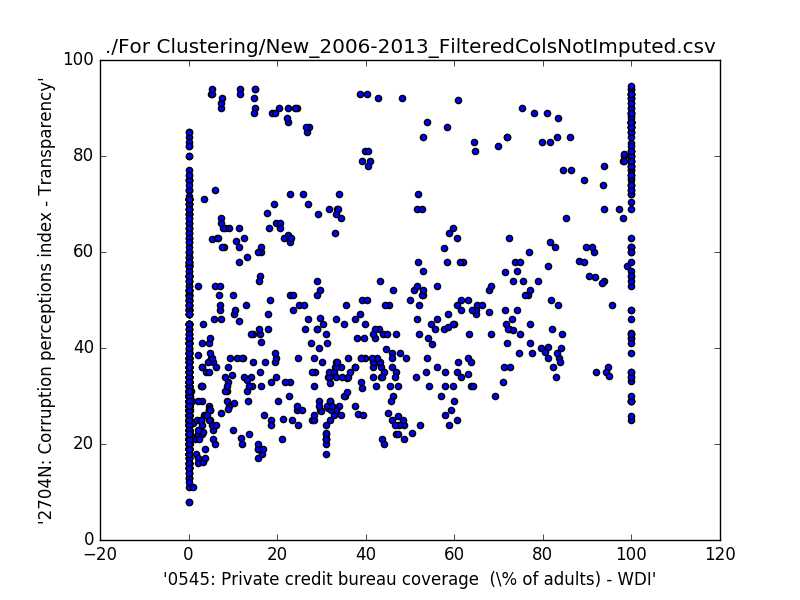 ./For Clustering/New_2006-2013_FilteredColsNotImputed.csv
100
80
60
40
20
0
'2704N: Corruption perceptions index - Transparency'
−20 0 20 40 60 80 100 120
'0545: Private credit bureau coverage  (\% of adults) - WDI'